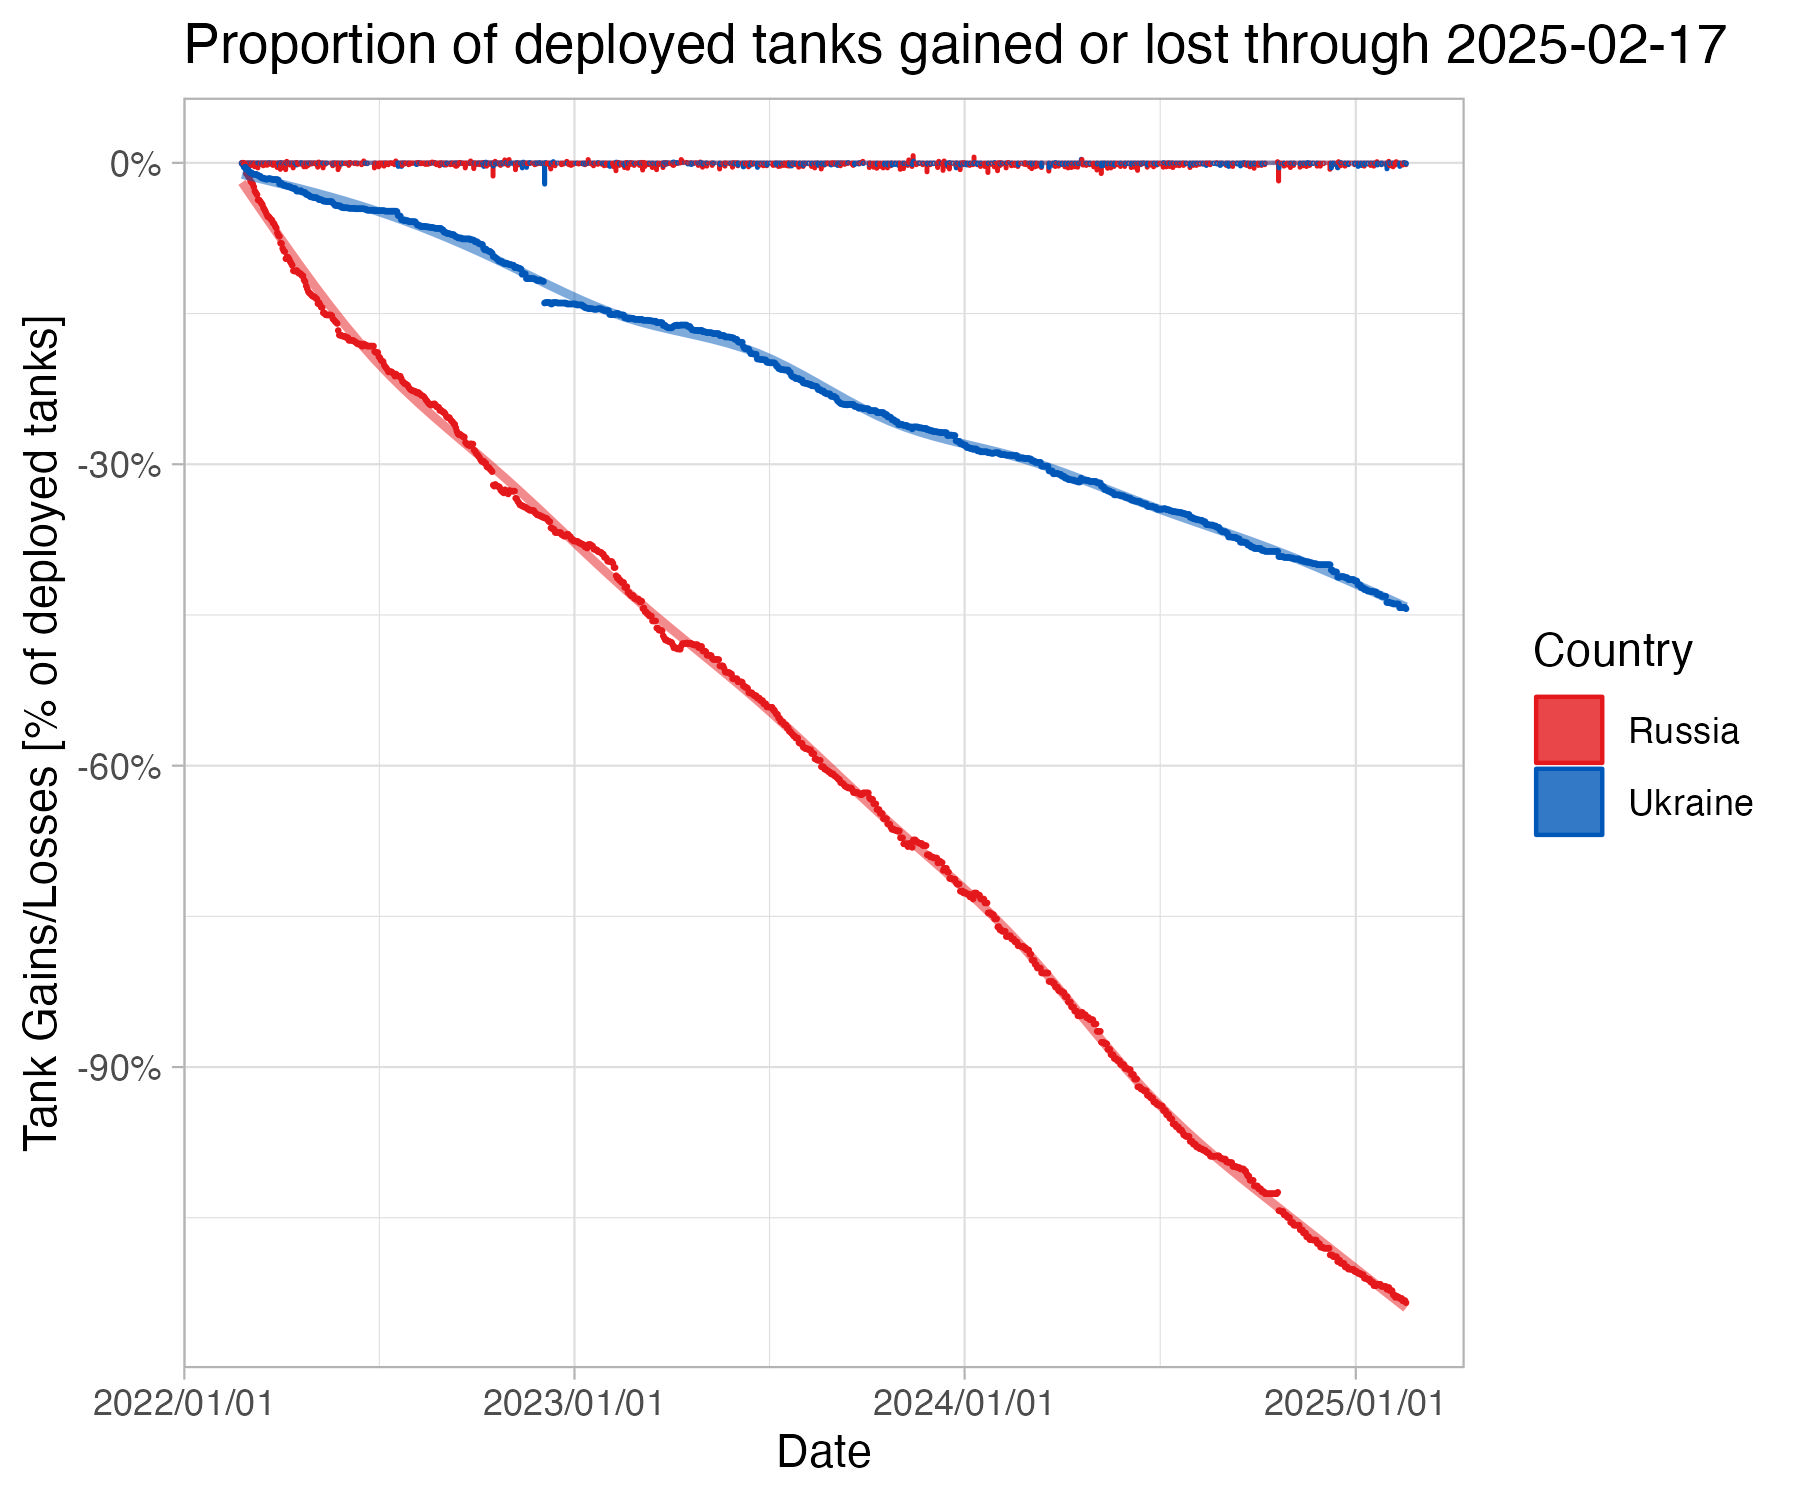 Proportion of deployed tanks gained or lost through 2025-02-17
Tank Gains/Losses [% of deployed tanks]
0%
-30%
-60%
-90%
2022/01/01
2023/01/01
2024/01/01
2025/01/01
Date
Country
Russia
Ukraine